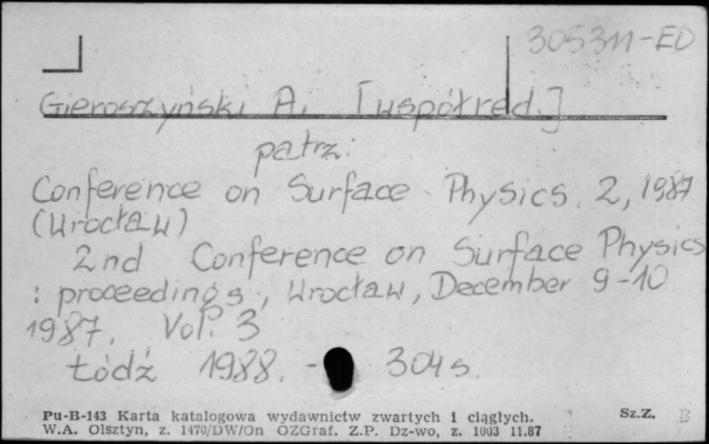 305311-ED
Gieroszyński A. [współred.]
patrz:
Conference on Surface Physics. 2, 1987
(Wrocław)
2nd Conference on Surface Physics
: proceedings, Wrocław, December 9-10
1987. Vol. 3
Łódź 1988. - 304 s.
Pu-B-143 Karta katalogowa wydawnictw zwartych i ciągłych. Sz.Z. B
W.A. Olsztyn, z. 1470/DW/On OZGraf. Z.P. Dz-wo, z. 1003 11.87